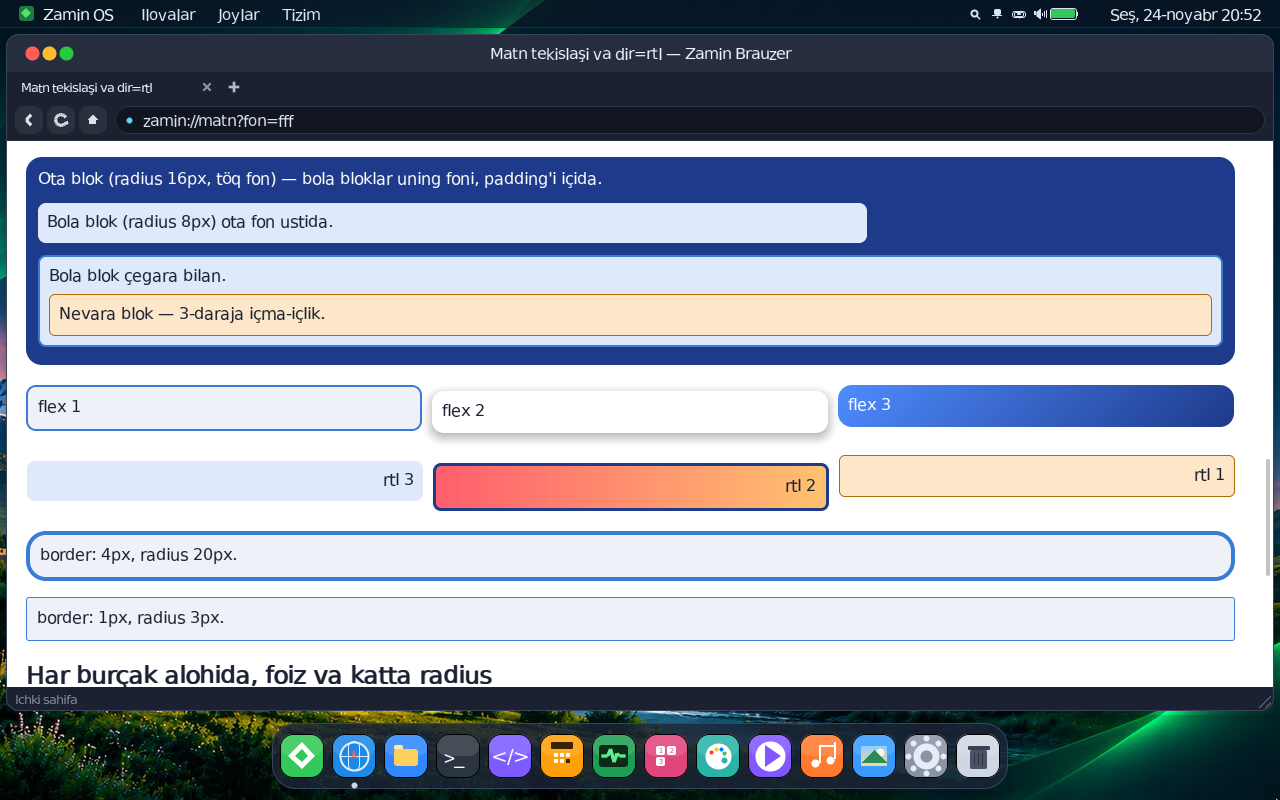 Zamin OS Ilovalar Joylar Tizim Seş, 24-noyabr 20:52
Matn tekislaşi va dir=rtl — Zamin Brauzer
Matn tekislaşi va dir=rtl
zamin://matn?fon=fff
Ota blok (radius 16px, töq fon) — bola bloklar uning foni, padding'i içida.
Bola blok (radius 8px) ota fon ustida.
Bola blok çegara bilan.
Nevara blok — 3-daraja içma-içlik.
flex 1 flex 2 flex 3
rtl 3 rtl 2 rtl 1
border: 4px, radius 20px.
border: 1px, radius 3px.
Har burçak alohida, foiz va katta radius
Ichki sahifa
>_ </> 1 2 3